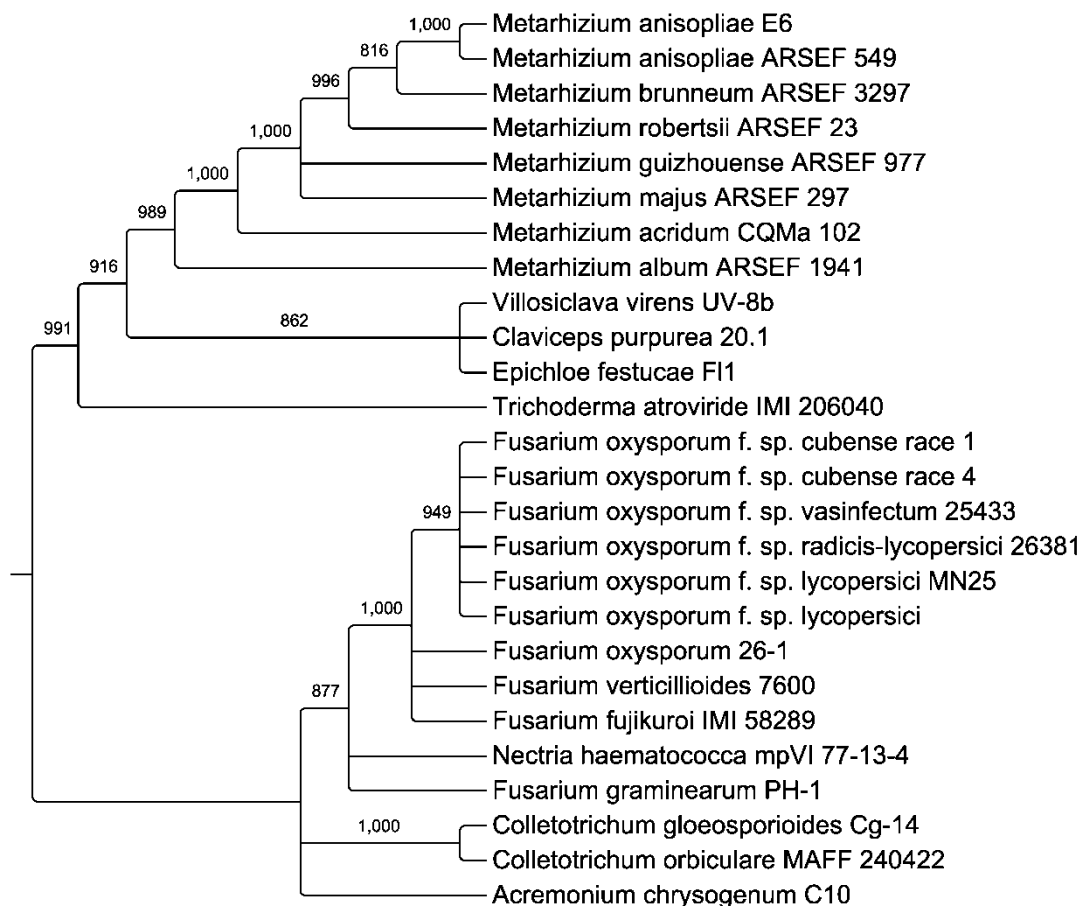 1,000
Metarhizium anisopliae E6
816
Metarhizium anisopliae ARSEF 549
996
Metarhizium brunneum ARSEF 3297
1,000
Metarhizium robertsii ARSEF 23
Metarhizium guizhouense ARSEF 977
1,000
Metarhizium majus ARSEF 297
989
Metarhizium acridum CQMa 102
916
Metarhizium album ARSEF 1941
Villosiclava virens UV-8b
991
862
Claviceps purpurea 20.1
Epichloe festucae Fl1
Trichoderma atroviride IMI 206040
Fusarium oxysporum f. sp. cubense race 1
Fusarium oxysporum f. sp. cubense race 4
949
Fusarium oxysporum f. sp. vasinfectum 25433
Fusarium oxysporum f. sp. radicis-lycopersici 26381
Fusarium oxysporum f. sp. lycopersici MN25
1,000
Fusarium oxysporum f. sp. lycopersici
Fusarium oxysporum 26-1
877
Fusarium verticillioides 7600
Fusarium fujikuroi IMI 58289
Nectria haematococca mpVI 77-13-4
Fusarium graminearum PH-1
1,000
Colletotrichum gloeosporioides Cg-14
Colletotrichum orbiculare MAFF 240422
Acremonium chrysogenum C10